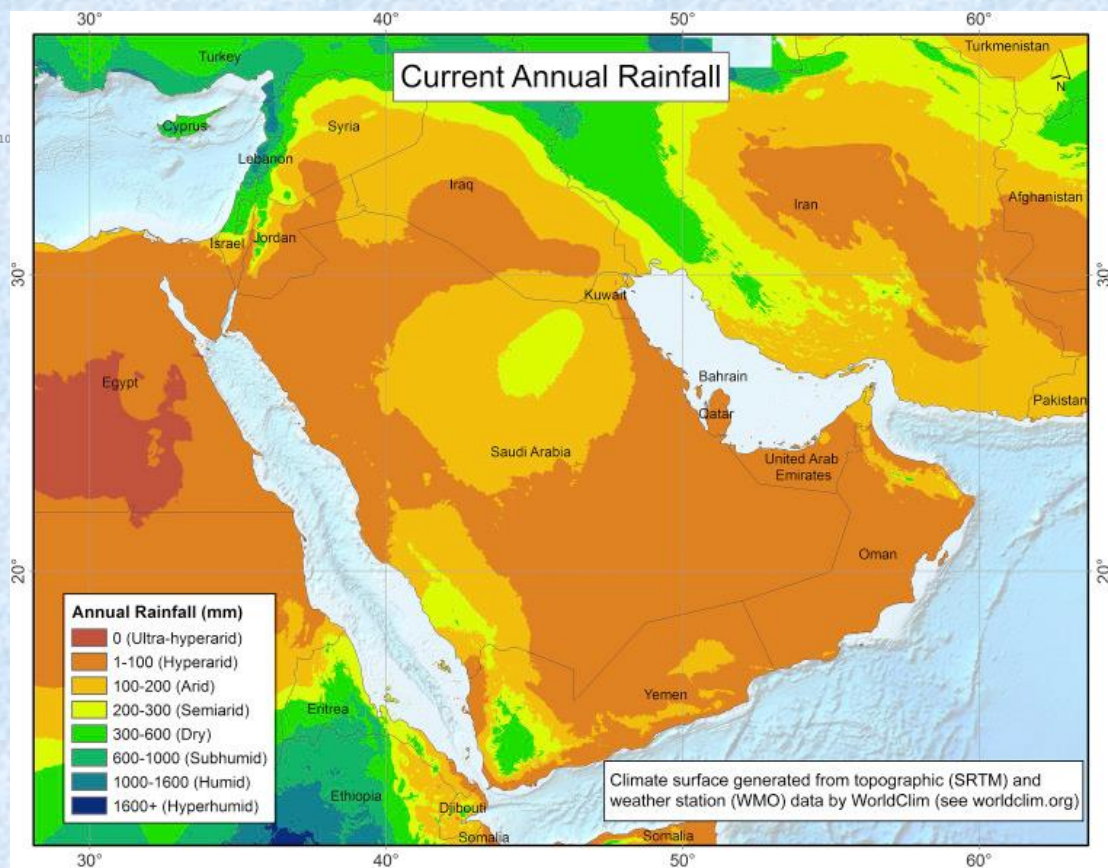 30°
40°
50°
60°
Turkey
Turkmenistan
Current Annual Rainfall
N
10
Cyprus
Syria
Lebanon
Iraq
Iran
Afghanistan
Israel
Jordan
30°
30°
Kuwait
Egypt
Bahrain
Qatar
Pakistan
Saudi Arabia
United Arab
Emirates
Oman
20°
20°
Annual Rainfall (mm)
0 (Ultra-hyperarid)
1-100 (Hyperarid)
100-200 (Arid)
200-300 (Semiarid)
300-600 (Dry)
600-1000 (Subhumid)
1000-1600 (Humid)
1600+ (Hyperhumid)
Yemen
Eritrea
Ethiopia
Djibouti
Somalia
Somalia
Climate surface generated from topographic (SRTM) and
weather station (WMO) data by WorldClim (see worldclim.org)
30°
40°
50°
60°